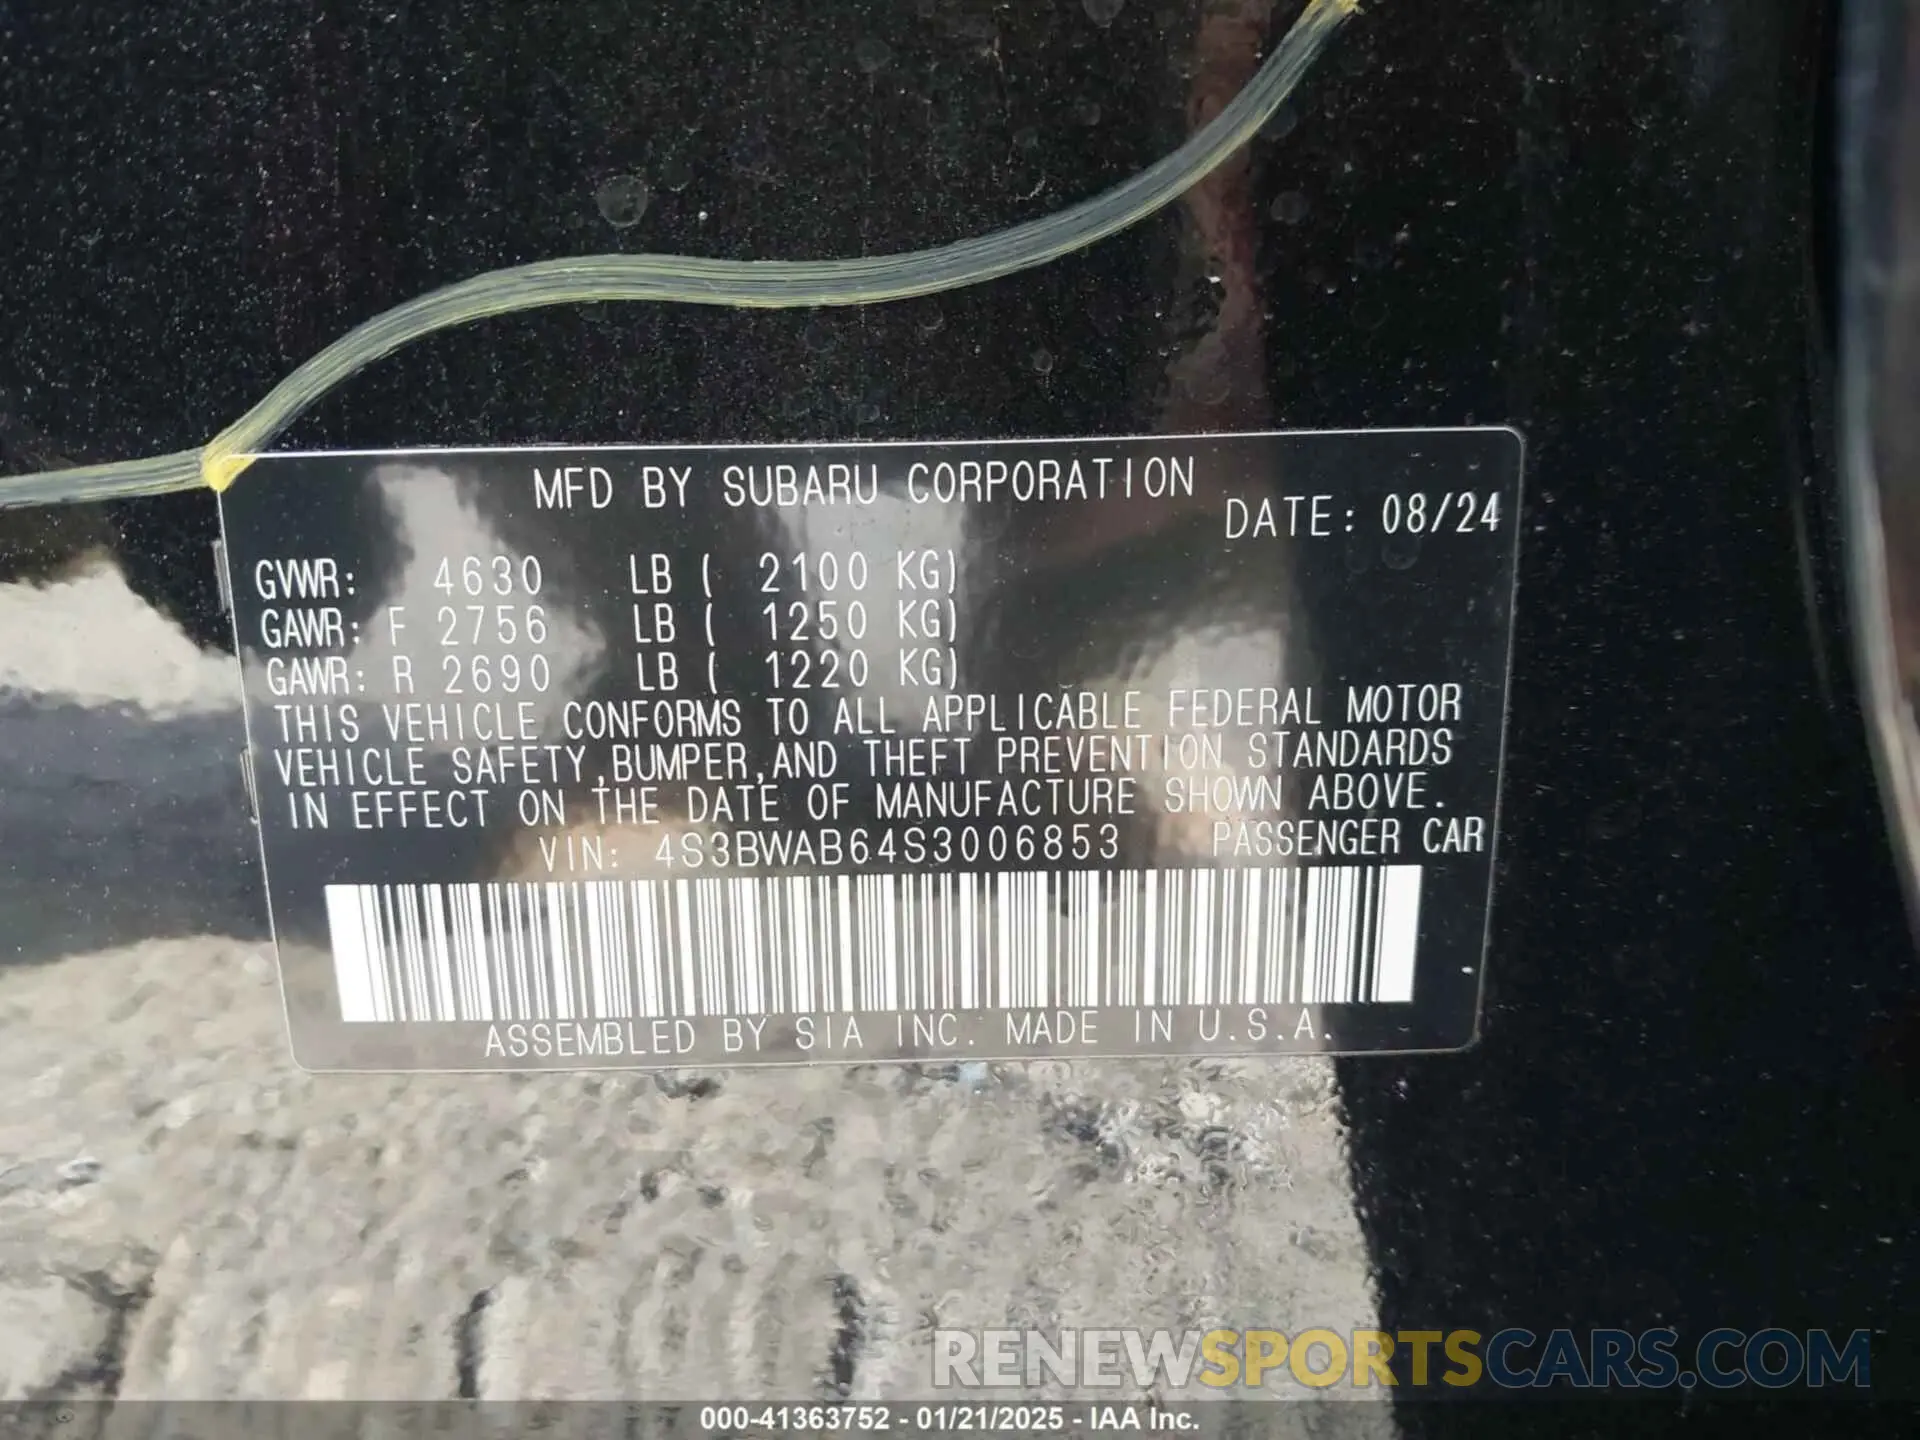 MFD BY SUBARU CORPORATION
DATE: 08/24
GVWR: 4630 LB ( 2100 KG)
GAWR: F 2756 LB ( 1250 KG)
GAWR: R 2690 LB ( 1220 KG)
THIS VEHICLE CONFORMS TO ALL APPLICABLE FEDERAL MOTOR
VEHICLE SAFETY,BUMPER,AND THEFT PREVENTION STANDARDS
IN EFFECT ON THE DATE OF MANUFACTURE SHOWN ABOVE.
VIN: 4S3BWAB64S3006853 PASSENGER CAR
ASSEMBLED BY SIA INC. MADE IN U.S.A.
RENEWSPORTSCARS.COM
000-41363752 - 01/21/2025 - IAA Inc.